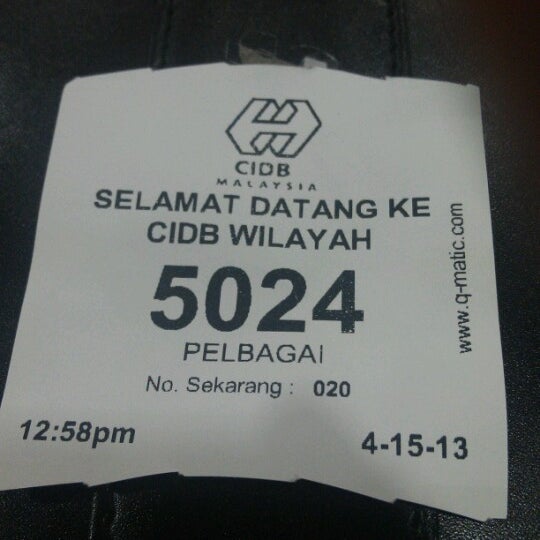 CIDB
MALAYSIA
SELAMAT DATANG KE
CIDB WILAYAH
5024
PELBAGAI
No. Sekarang : 020
12:58pm
4-15-13
www.q-matic.com